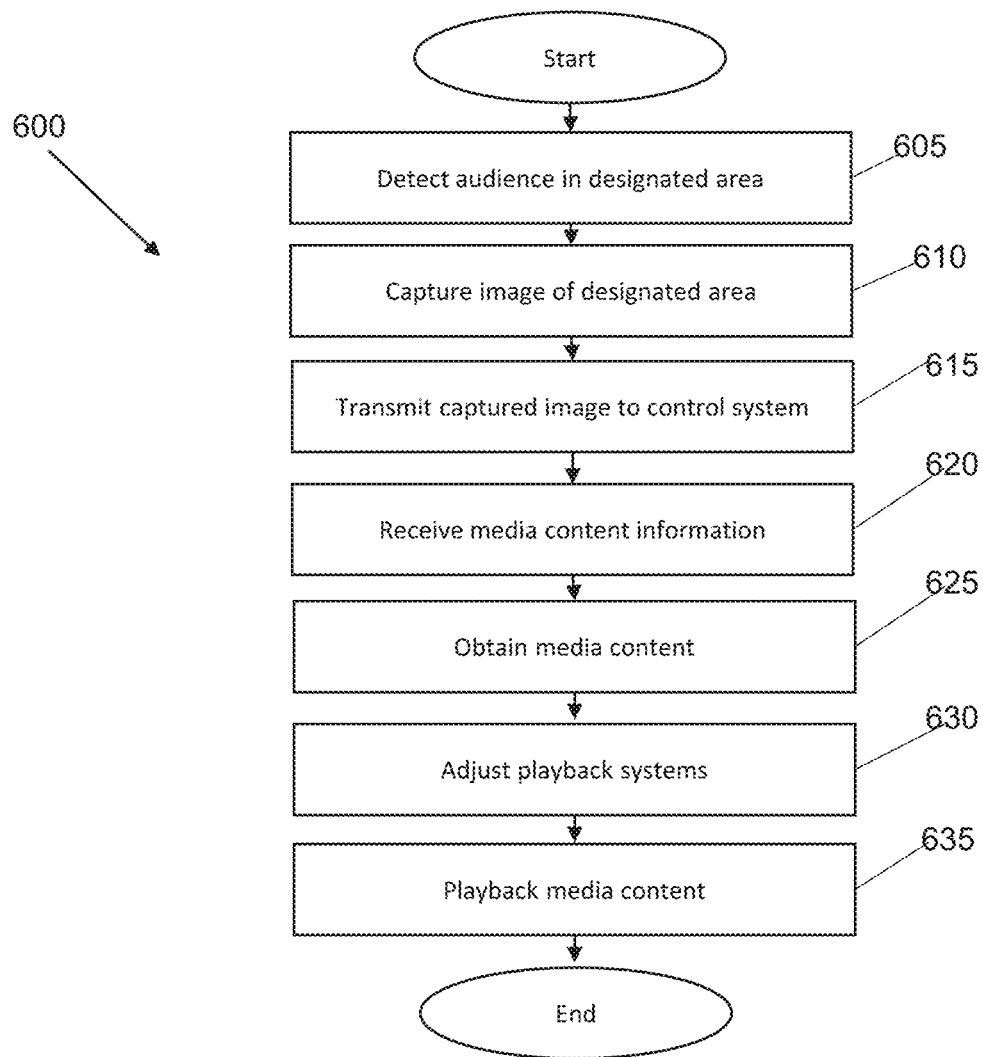 Start
600
605
Detect audience in designated area
610
Capture image of designated area
615
Transmit captured image to control system
620
Receive media content information
625
Obtain media content
630
Adjust playback systems
635
Playback media content
End